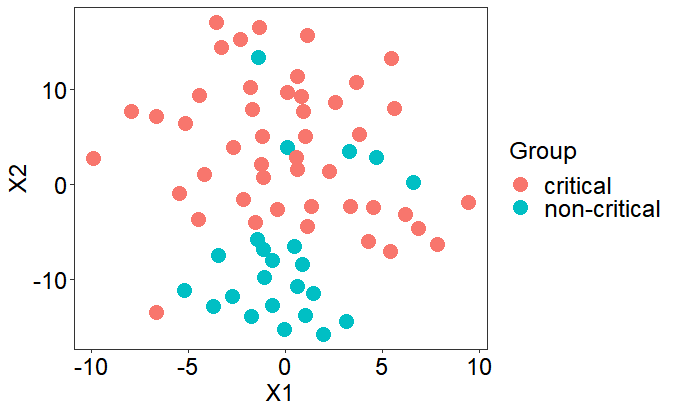 10
0
-10
X2
-10 -5 0 5 10
X1
Group
critical
non-critical